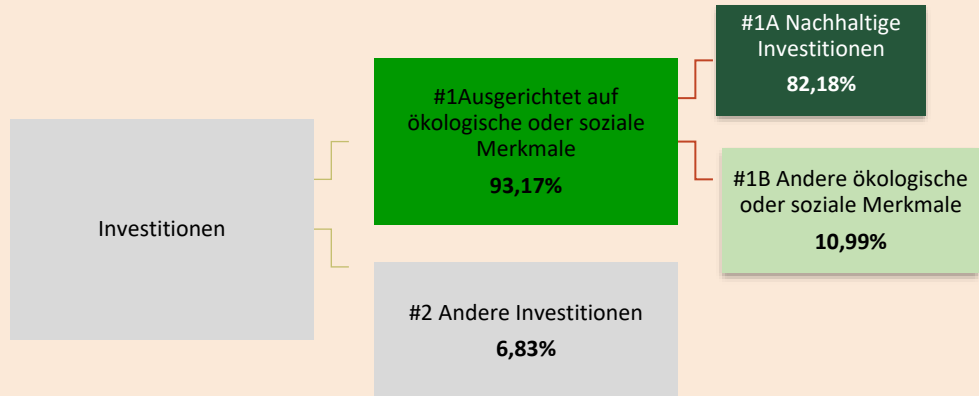 Investitionen
#1Ausgerichtet auf
ökologische oder soziale
Merkmale
93,17%
#1A Nachhaltige
Investitionen
82,18%
#1B Andere ökologische
oder soziale Merkmale
10,99%
#2 Andere Investitionen
6,83%